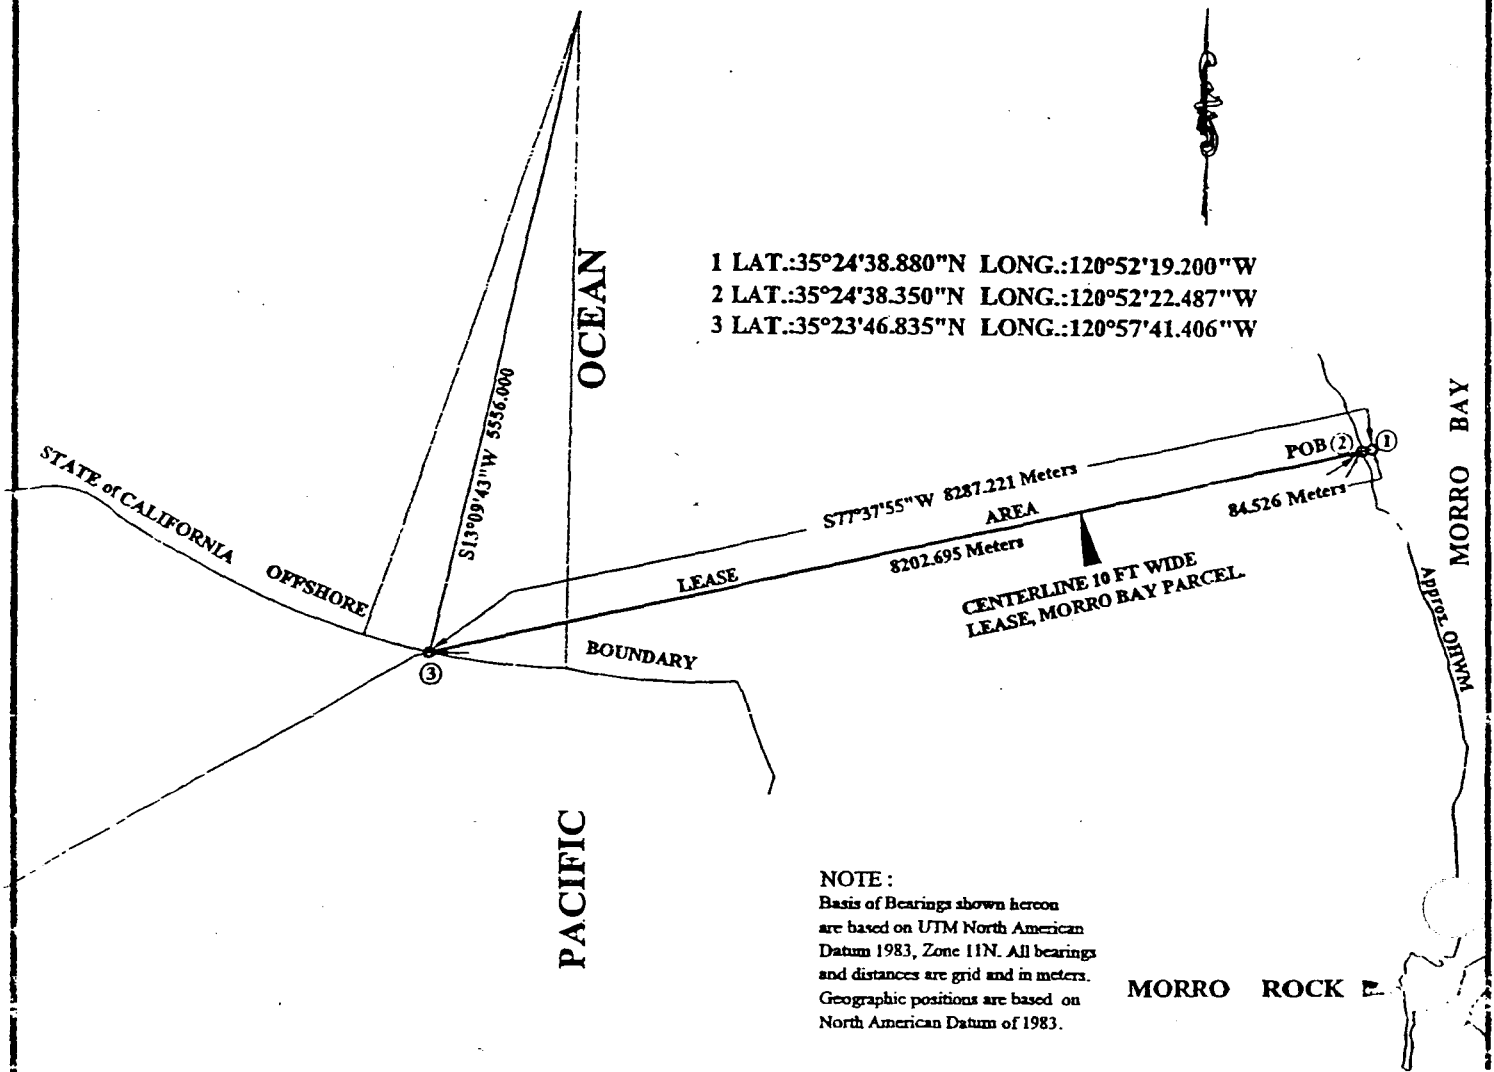 1 LAT.:35°24'38.880"N LONG.:120°52'19.200"W
2 LAT.:35°24'38.350"N LONG.:120°52'22.487"W
3 LAT.:35°23'46.835"N LONG.:120°57'41.406"W
OCEAN
S13°09'43"W 5556.000
MORRO BAY
POB (2) 1
STATE of CALIFORNIA OFFSHORE
BOUNDARY
S77°37'55"W 8287.221 Meters
84.526 Meters
LEASE AREA
8202.695 Meters
CENTERLINE 10 FT WIDE
LEASE, MORRO BAY PARCEL.
Approx. OHWM
3
PACIFIC
NOTE :
Basis of Bearings shown hereon
are based on UTM North American
Datum 1983, Zone 11N. All bearings
and distances are grid and in meters.
Geographic positions are based on
North American Datum of 1983.
MORRO ROCK